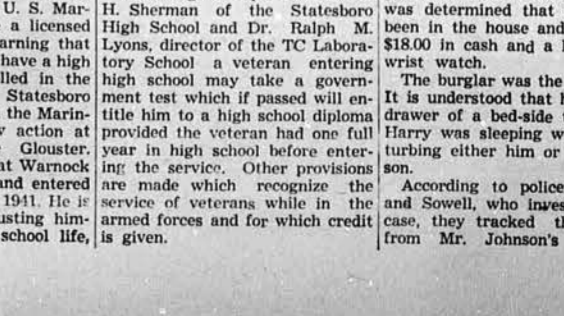 U. S. Mar-
a licensed
arning that
have a high
lled in the
Statesboro
the Marin-
action at
Glouster.
at Warnock
and entered
1941. He is
usting him-
school life,
H. Sherman of the Statesboro
High School and Dr. Ralph M.
Lyons, director of the TC Labora-
tory School a veteran entering
high school may take a govern-
ment test which if passed will en-
title him to a high school diploma
provided the veteran had one full
year in high school before enter-
ing the service. Other provisions
are made which recognize the
service of veterans while in the
armed forces and for which credit
is given.
was determined that
been in the house and
$18.00 in cash and a
wrist watch.
The burglar was the
It is understood that
drawer of a bed-side
Harry was sleeping w
turbing either him or
son.
According to police
and Sowell, who inves
case, they tracked th
from Mr. Johnson's